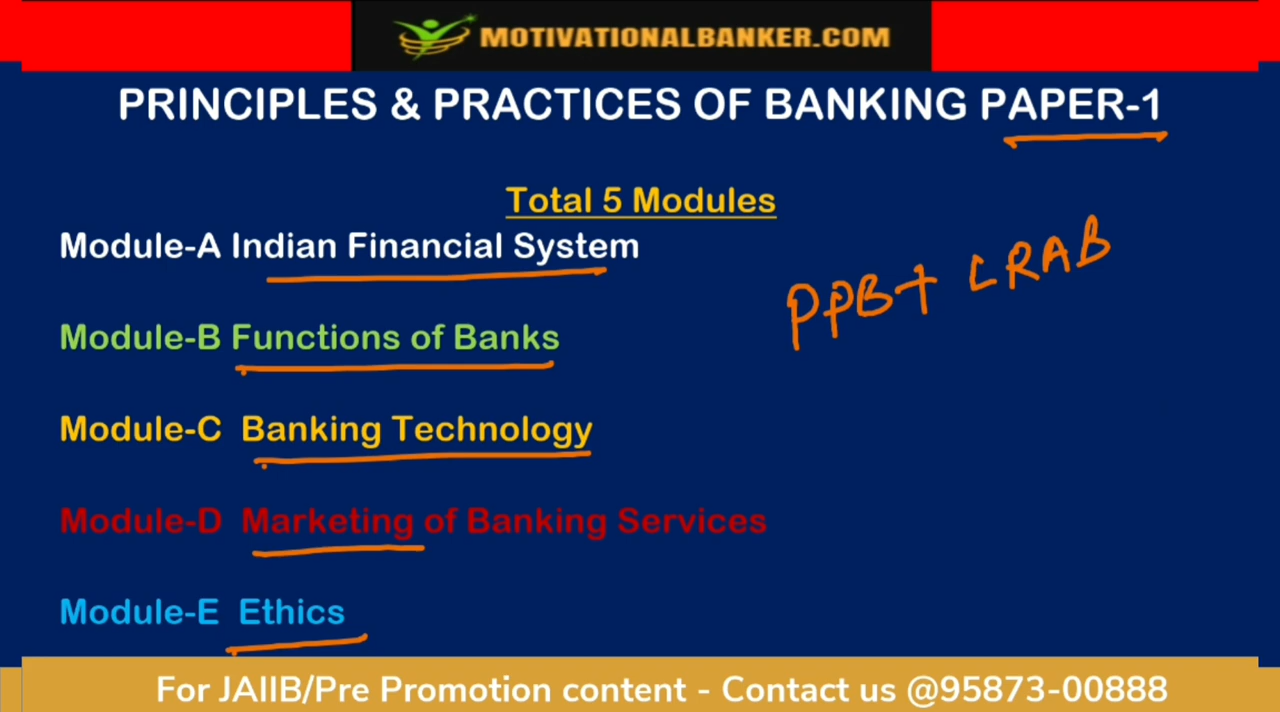 MOTIVATIONALBANKER.COM
PRINCIPLES & PRACTICES OF BANKING PAPER-1
Total 5 Modules
Module-A Indian Financial System
PPB+ LRAB
Module-B Functions of Banks
Module-C Banking Technology
Module-D Marketing of Banking Services
Module-E Ethics
For JAIIB/Pre Promotion content - Contact us @95873-00888